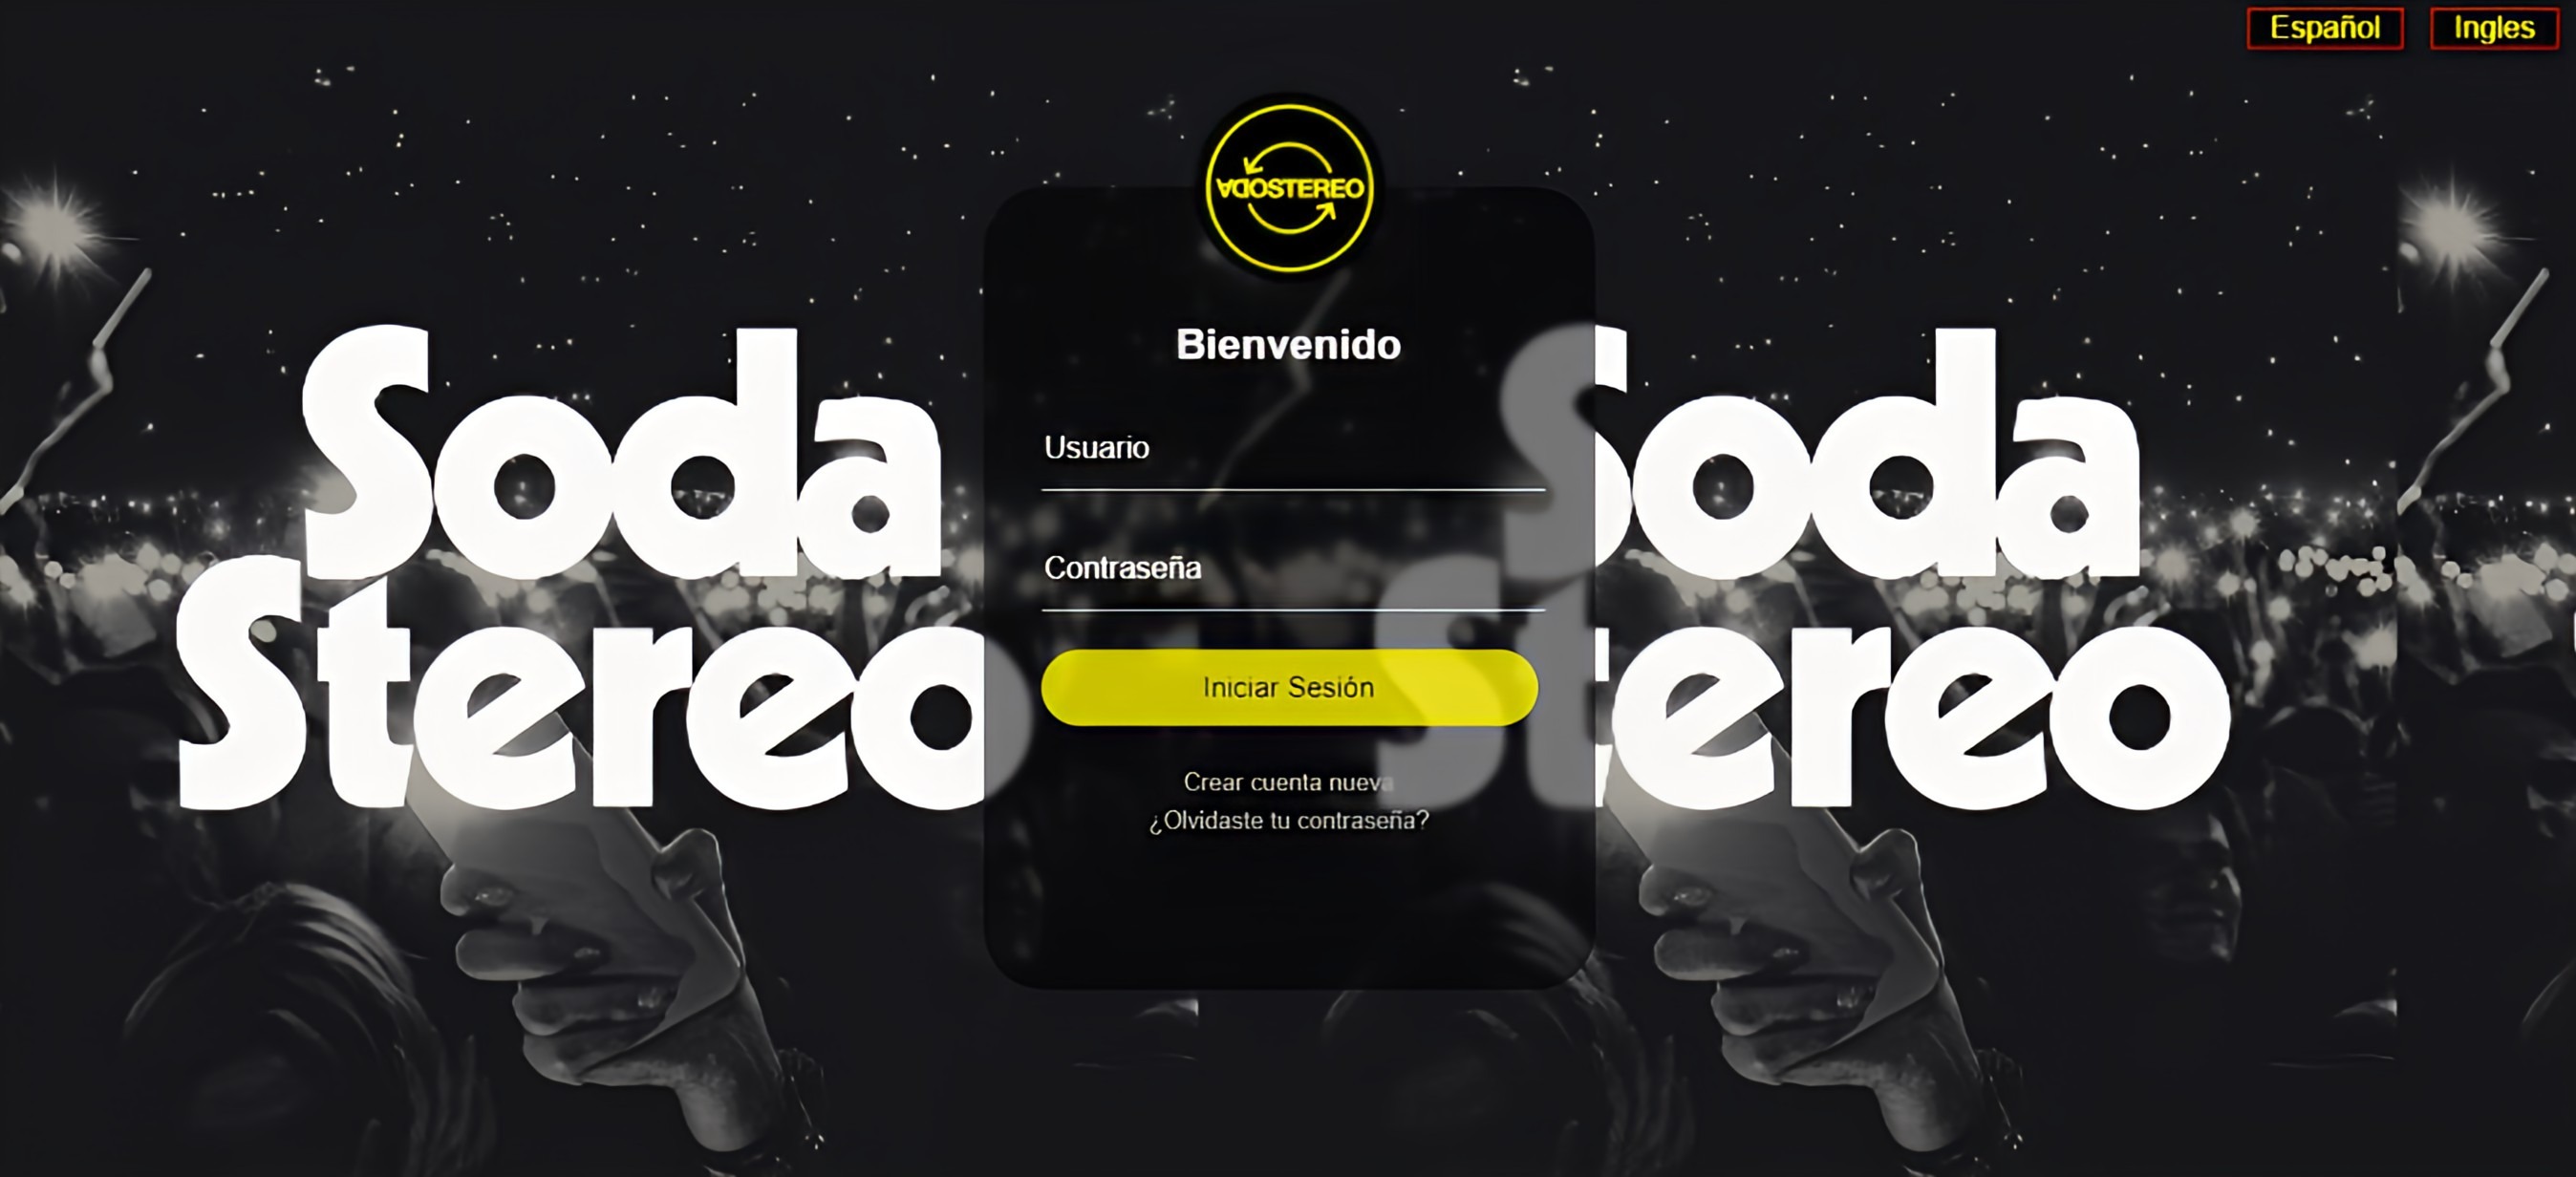 Español Ingles
ADOSTEREO
Bienvenido
Soda
Stereo
Usuario
Contraseña
Iniciar Sesión
Crear cuenta nueva
¿Olvidaste tu contraseña?
Soda
Stereo